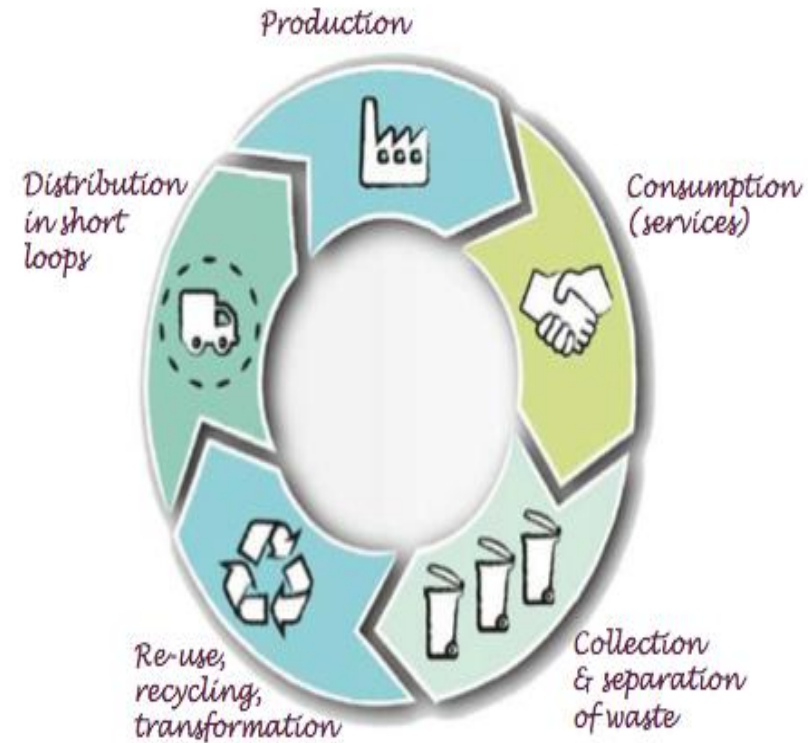 Production
Consumption
(services)
Collection
& separation
of waste
Re-use,
recycling,
transformation
Distribution
in short
loops